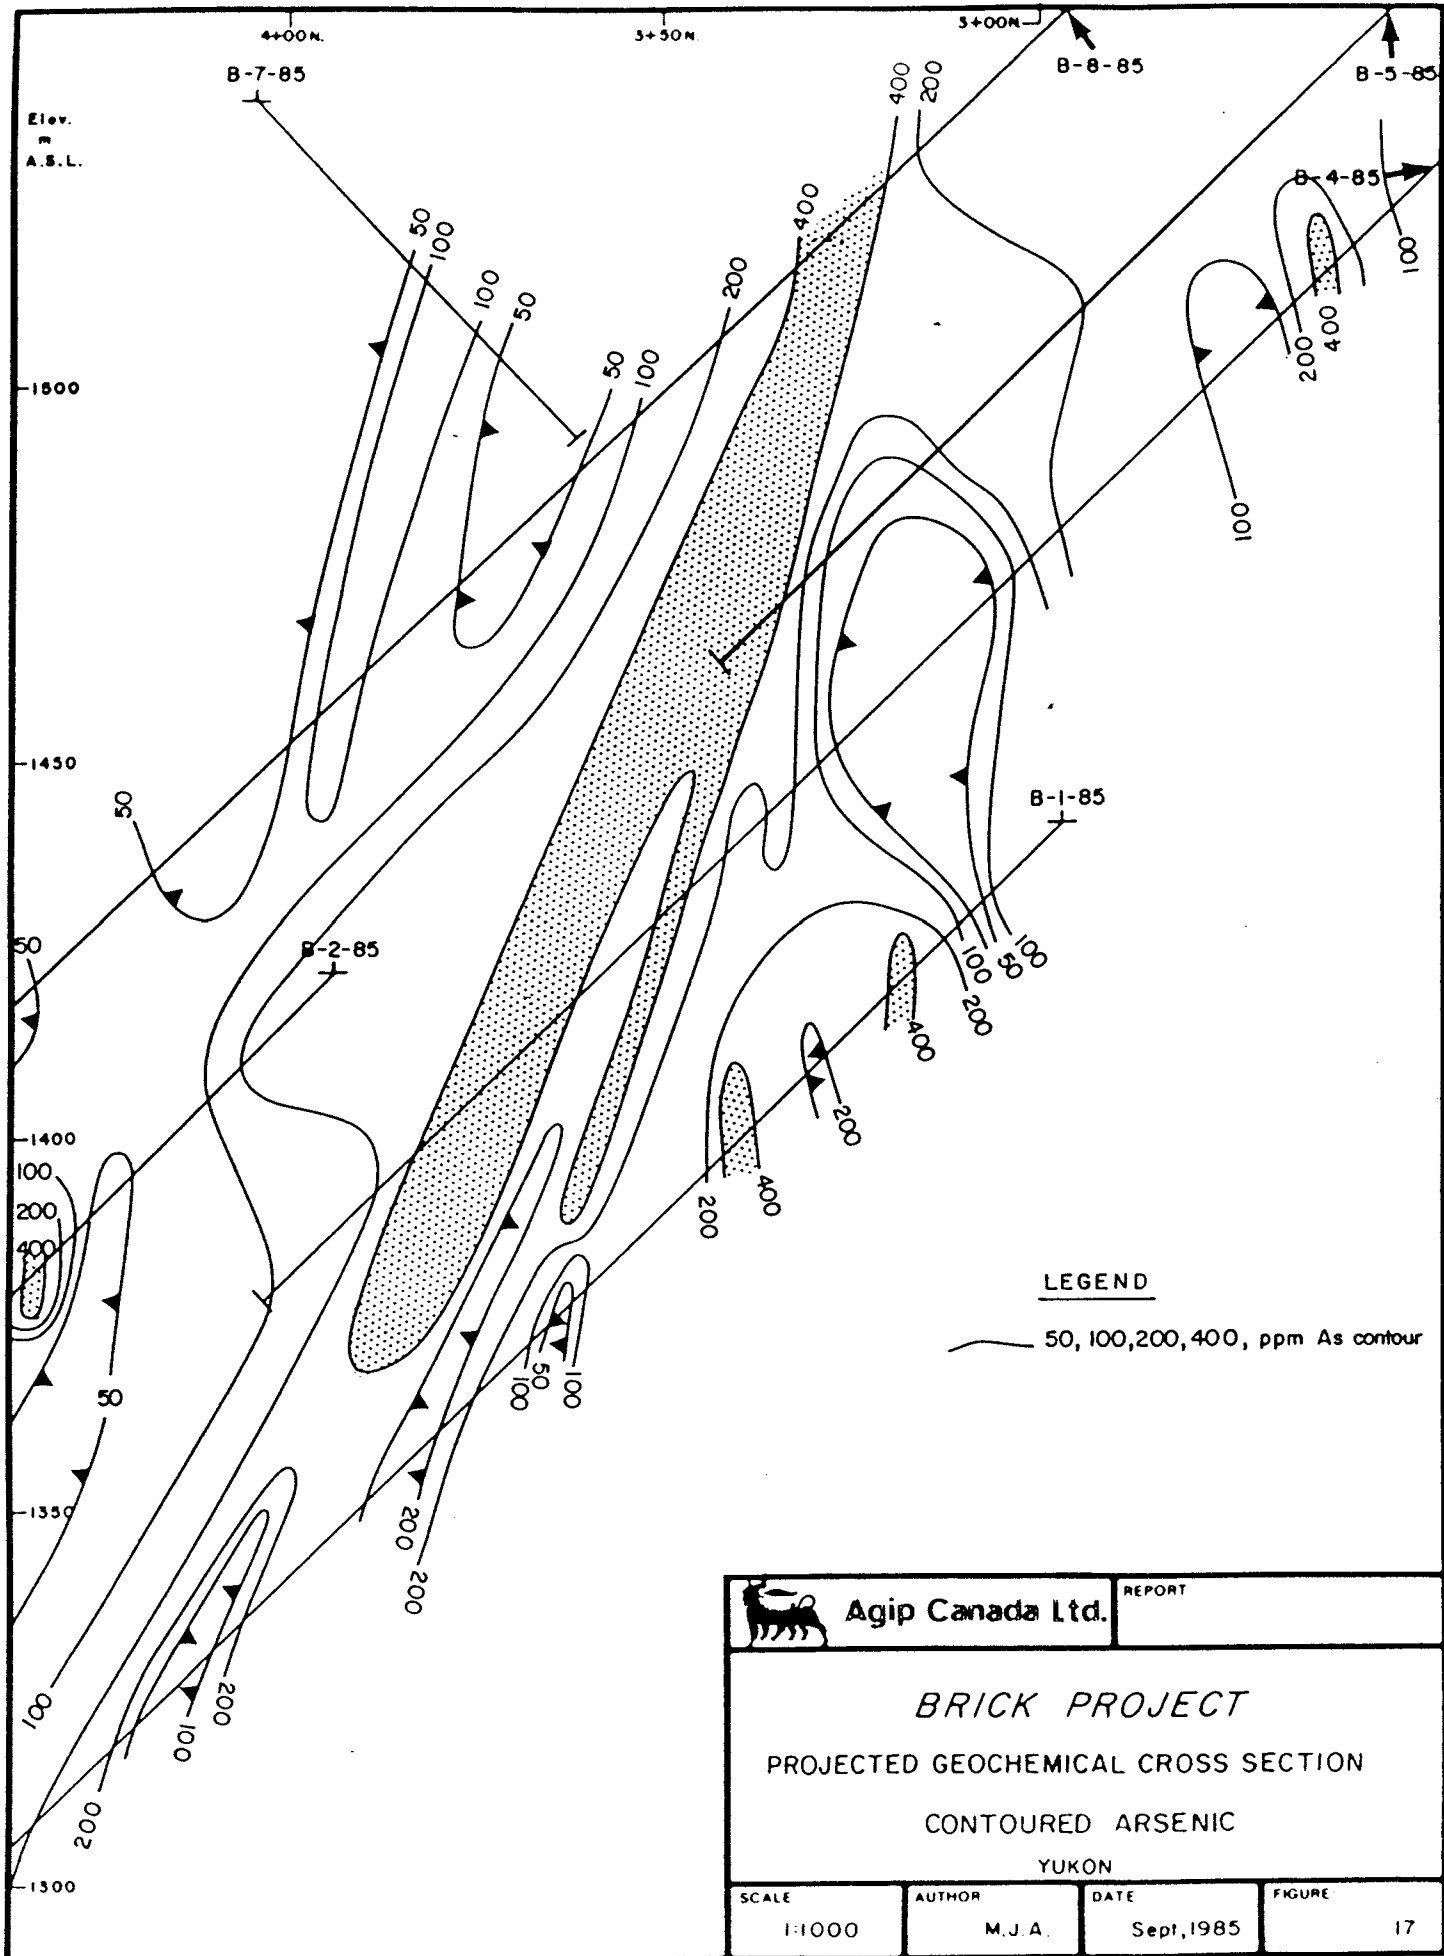 4+00N.
3+50N.
3+00N
B-7-85
B-8-85
B-5-85
Elev.
m
A.S.L.
B-4-85
400
200
50
100
400
100
50
200
100
200
400
1500
50
100
100
1450
50
B-1-85
50
B-2-85
100
50
100
200
400
200
1400
100
200
400
400
200
LEGEND
50, 100, 200, 400, ppm As contour
50
100
50
100
1350
200
200
100
200
100
200
1300
Agip Canada Ltd.
REPORT
BRICK PROJECT
PROJECTED GEOCHEMICAL CROSS SECTION
CONTOURED ARSENIC
YUKON
SCALE
1:1000
AUTHOR
M.J.A.
DATE
Sept, 1985
FIGURE
17